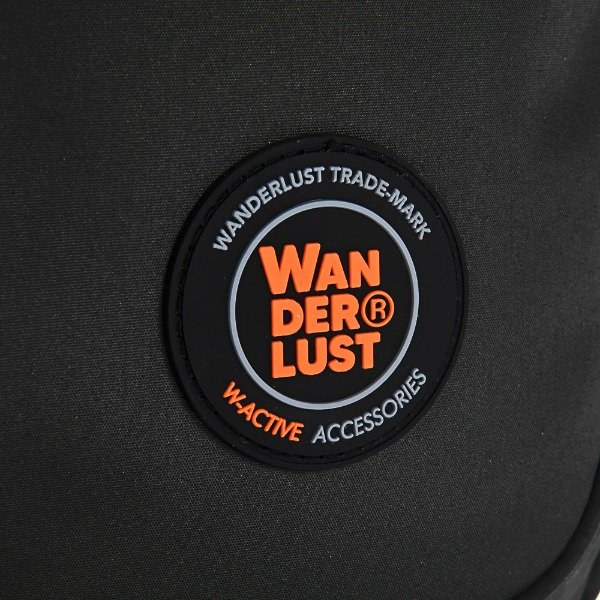 WANDERLUST TRADE-MARK
WAN
DER®
LUST
W-ACTIVE ACCESSORIES